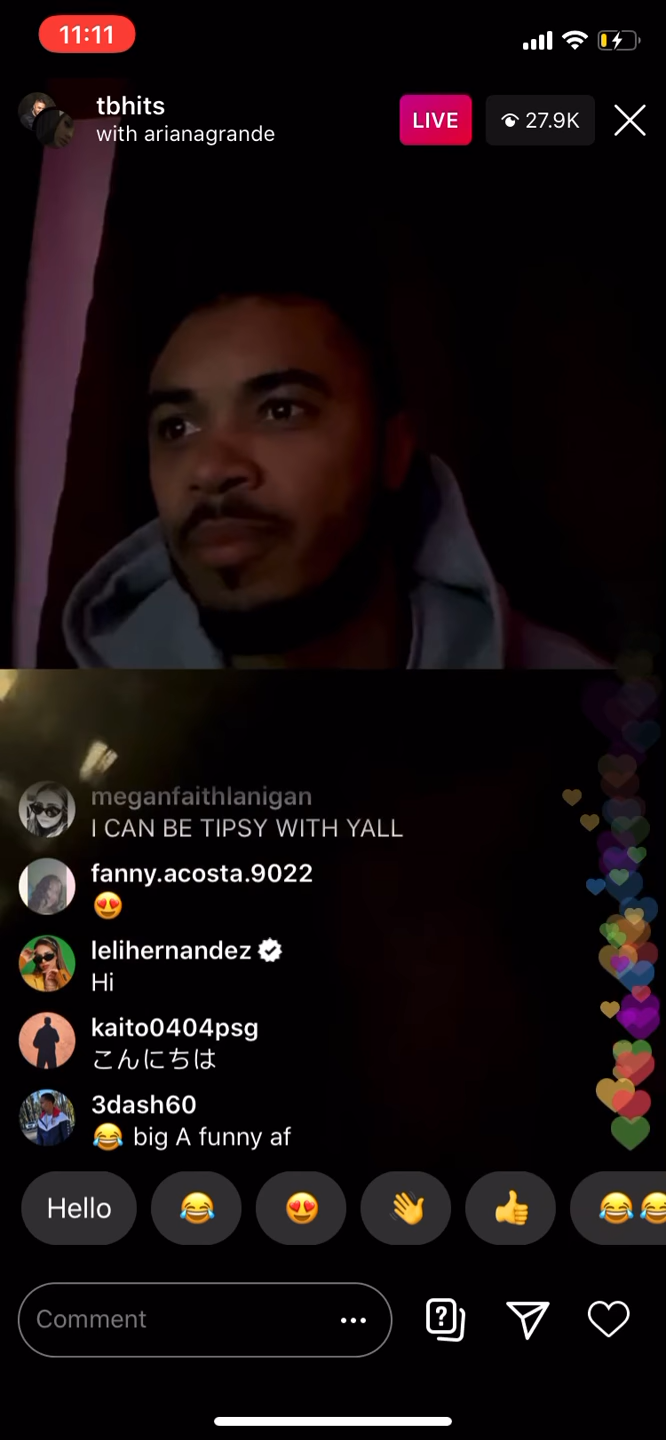 11:11
tbhits
with arianagrande
LIVE
27.9K
meganfaithlanigan
I CAN BE TIPSY WITH YALL
fanny.acosta.9022
😍
lelihernandez
Hi
kaito0404psg
こんにちは
3dash60
😂 big A funny af
Hello 😂 😍 👋 👍 😂😂
Comment
?